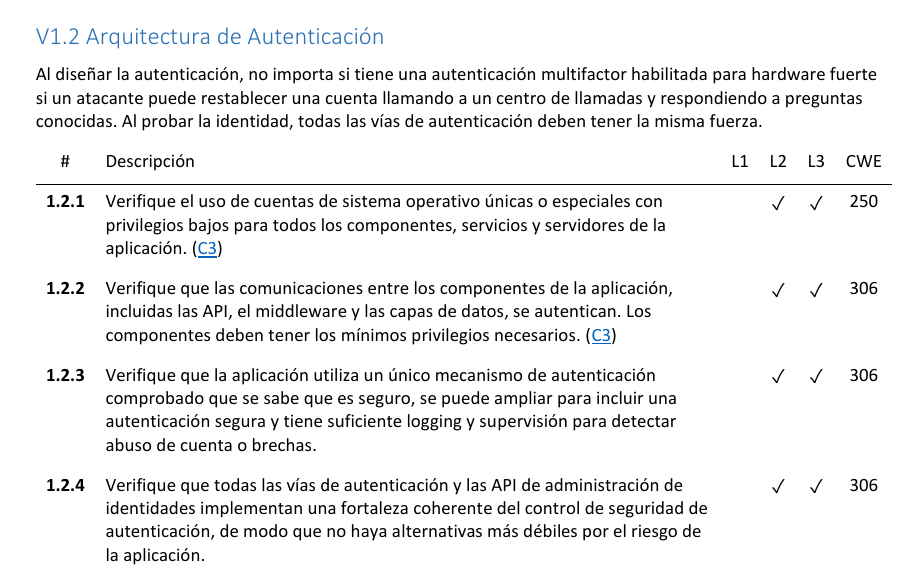 V1.2 Arquitectura de Autenticación
Al diseñar la autenticación, no importa si tiene una autenticación multifactor habilitada para hardware fuerte
si un atacante puede restablecer una cuenta llamando a un centro de llamadas y respondiendo a preguntas
conocidas. Al probar la identidad, todas las vías de autenticación deben tener la misma fuerza.
# Descripción L1 L2 L3 CWE
1.2.1 Verifique el uso de cuentas de sistema operativo únicas o especiales con ✓ ✓ 250
privilegios bajos para todos los componentes, servicios y servidores de la
aplicación. (C3)
1.2.2 Verifique que las comunicaciones entre los componentes de la aplicación, ✓ ✓ 306
incluidas las API, el middleware y las capas de datos, se autentican. Los
componentes deben tener los mínimos privilegios necesarios. (C3)
1.2.3 Verifique que la aplicación utiliza un único mecanismo de autenticación ✓ ✓ 306
comprobado que se sabe que es seguro, se puede ampliar para incluir una
autenticación segura y tiene suficiente logging y supervisión para detectar
abuso de cuenta o brechas.
1.2.4 Verifique que todas las vías de autenticación y las API de administración de ✓ ✓ 306
identidades implementan una fortaleza coherente del control de seguridad de
autenticación, de modo que no haya alternativas más débiles por el riesgo de
la aplicación.